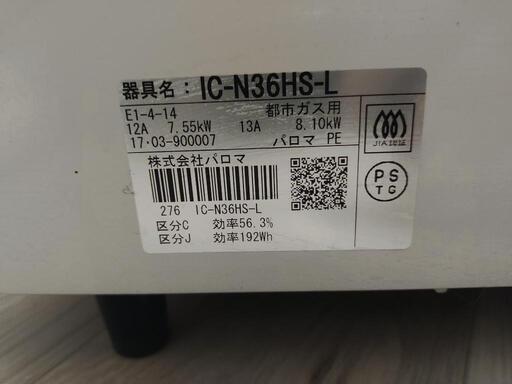 器具名：IC-N36HS-L
E1-4-14 都市ガス用
12A 7.55kW 13A 8.10kW
17・03-900007 パロマ PE
JIA認証
株式会社パロマ
PS
TG
276 IC-N36HS-L
区分C 効率56.3%
区分J 効率192Wh